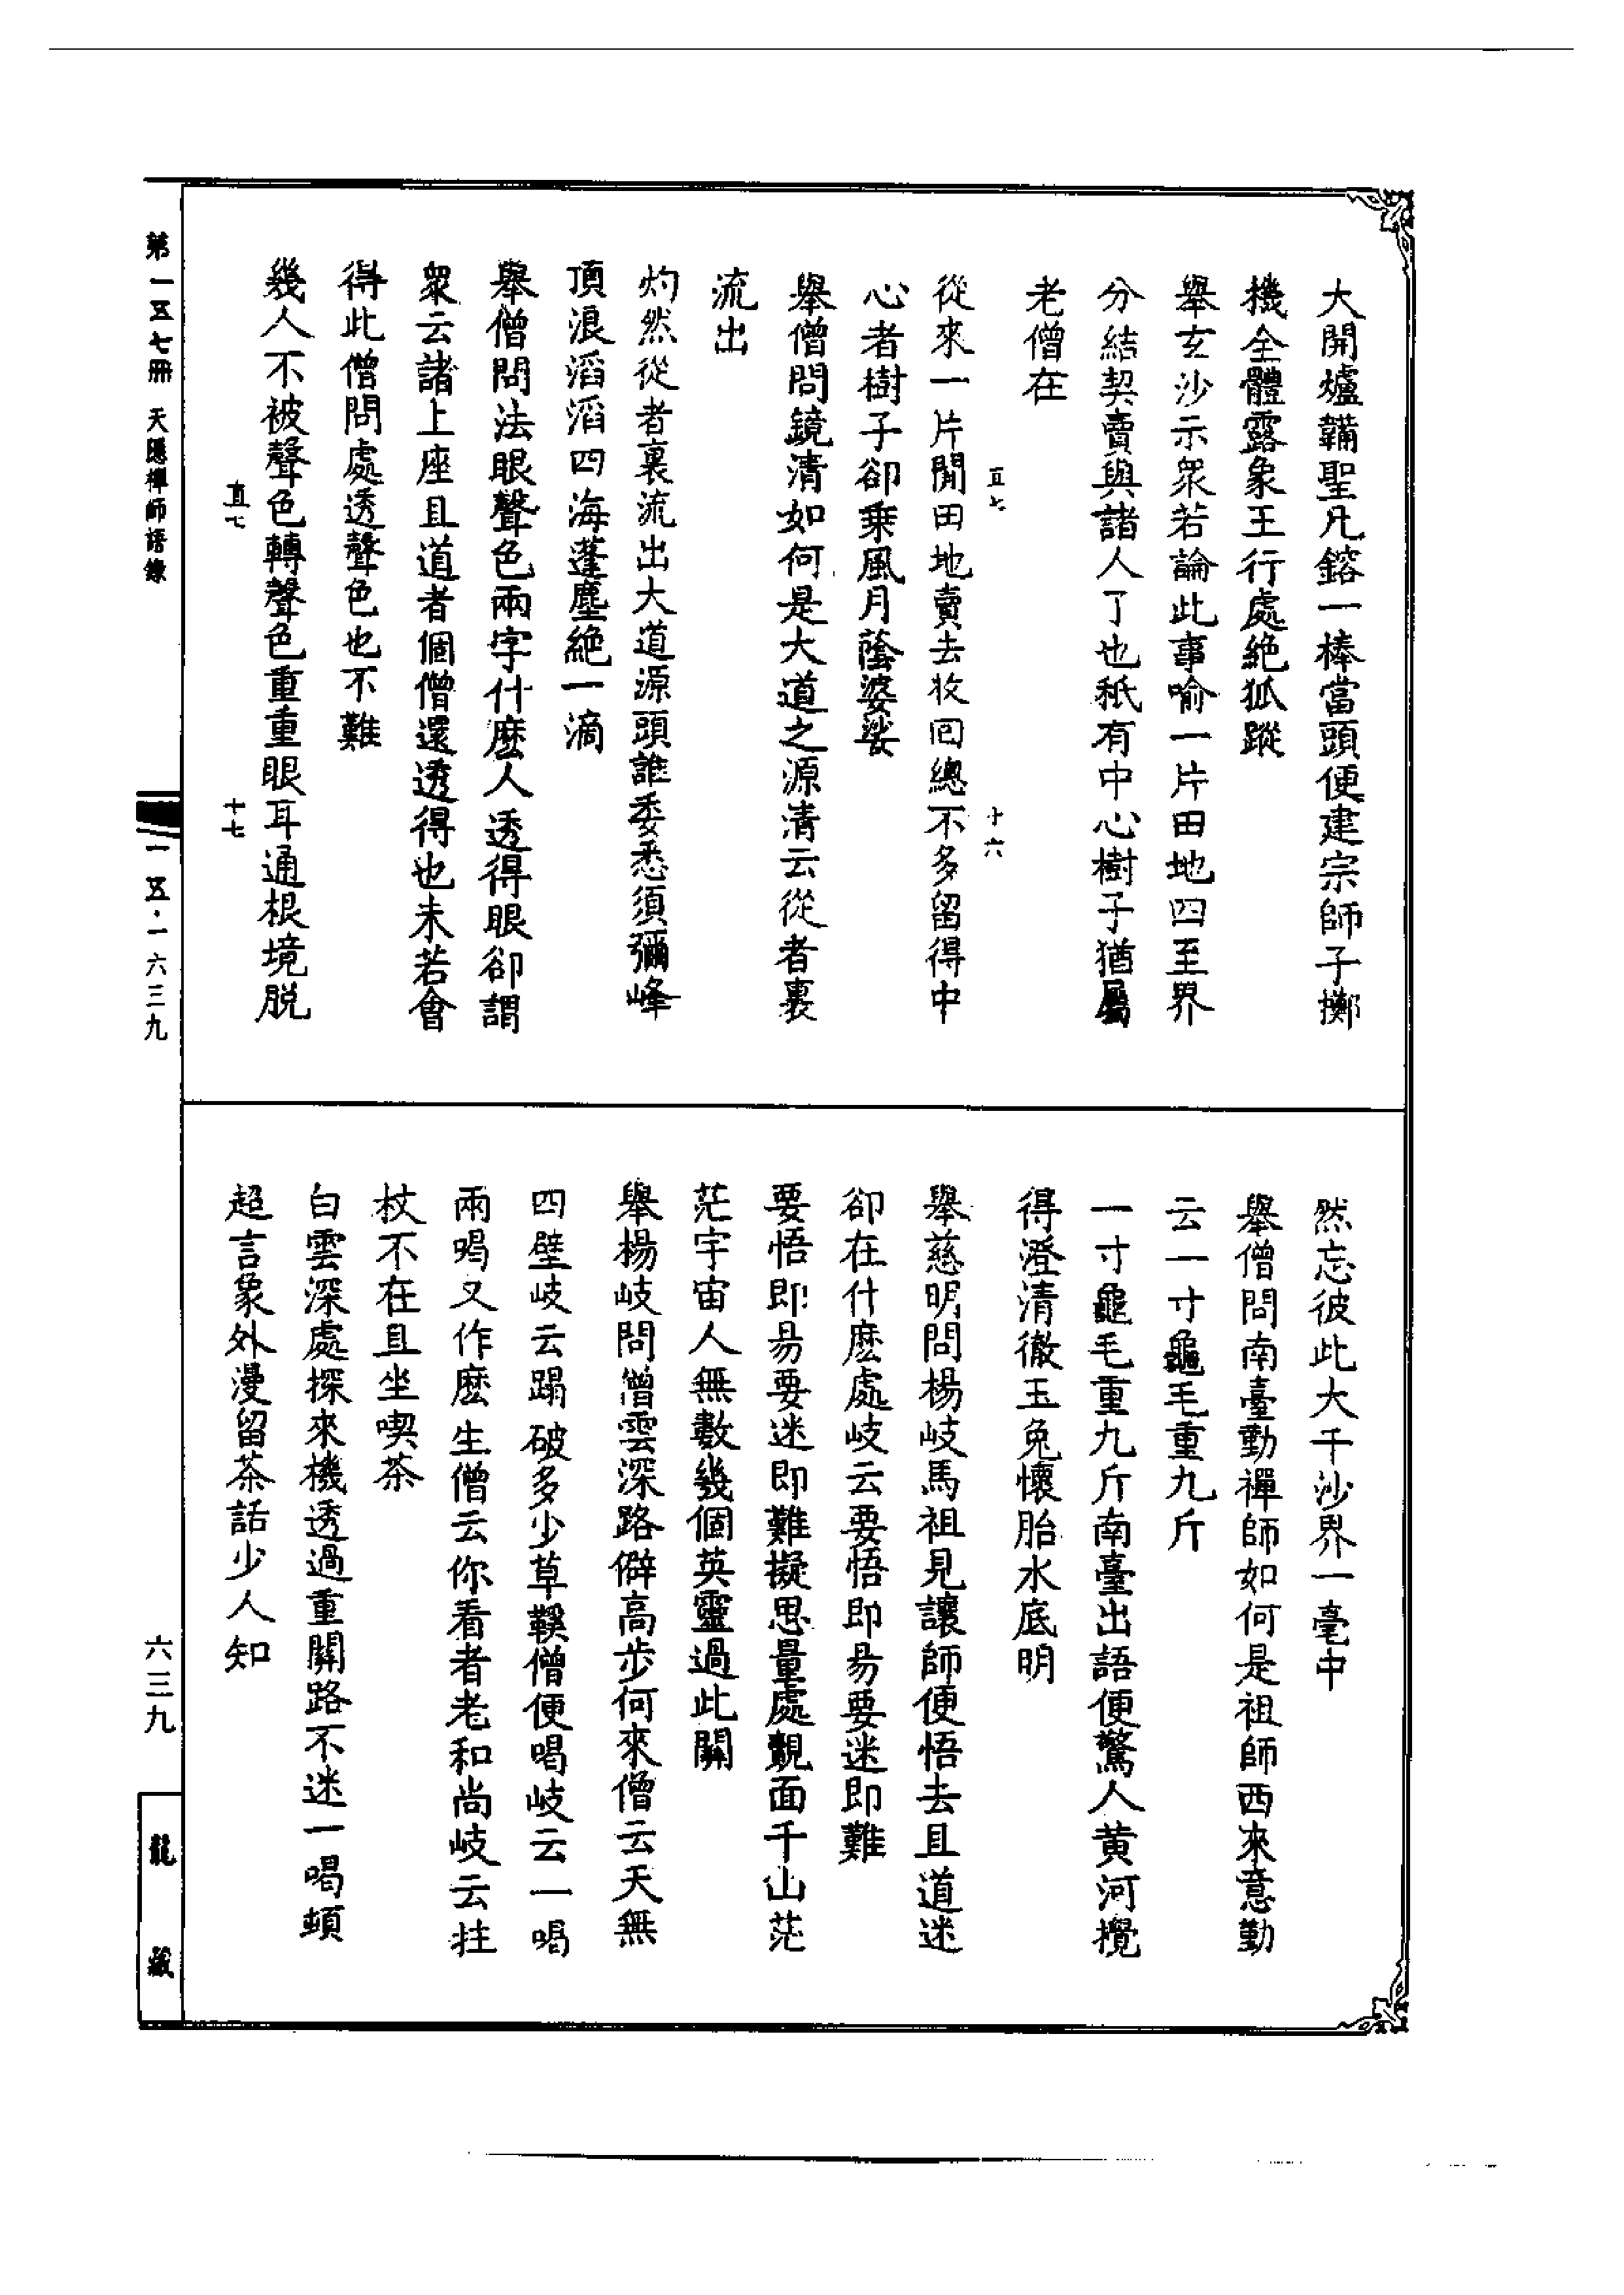 大開爐鞴聖凡鎔一棒當頭便建宗師子擲
機全體露象王行處絶狐蹤
舉玄沙示衆若論此事喻一片田地四至界
分結契賣與諸人了也秖有中心樹子猶屬
老僧在
直七
十六
從來一片閒田地賣去收回總不多留得中
心者樹子卻乗風月蔭婆娑
舉僧問鏡清如何是大道之源清云從者裏
流出
灼然從者裏流出大道源頭誰委悉須彌峰
頂浪滔滔四海蓬塵絶一滴
舉僧問法眼聲色兩字什麽人透得眼卻謂
衆云諸上座且道者個僧還透得也未若會
得此僧問處透聲色也不難
幾人不被聲色轉聲色重重眼耳通根境脱
直七
十七
然忘彼此大千沙界一毫中
舉僧問南臺勤禪師如何是祖師西來意勤
云一寸龜毛重九斤
一寸龜毛重九斤南臺出語便驚人黄河攪
得澄清徹玉兔懷胎水底明
舉慈明問楊岐馬祖見讓師便悟去且道迷
卻在什麽處岐云要悟即易要迷即難
要悟即易要迷即難擬思量處覿面千山茫
茫宇宙人無數幾個英靈過此關
舉楊岐問僧雲深路僻高步何來僧云天無
四壁岐云踢破多少草鞋僧便喝岐云一喝
兩喝又作麽生僧云你看者老和尚岐云拄
杖不在且坐喫茶
白雲深處探來機透過重關路不迷一喝頓
超言象外漫留茶話少人知
第一五七冊 天隱禪師語錄
一五·一六三九
六三九
龍藏